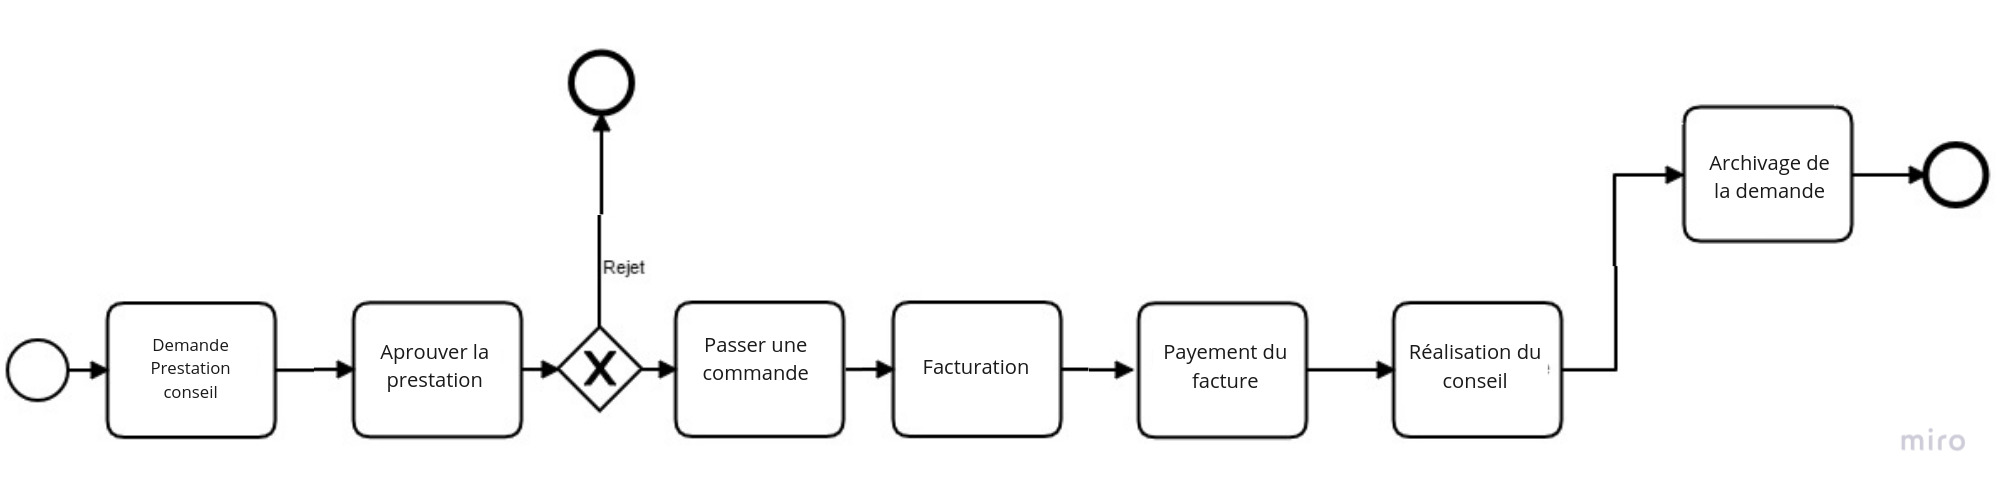 Rejet
Archivage de
la demande
Demande
Prestation
conseil
Aprouver la
prestation
X
Passer une
commande
Facturation
Payement du
facture
Réalisation du
conseil
miro